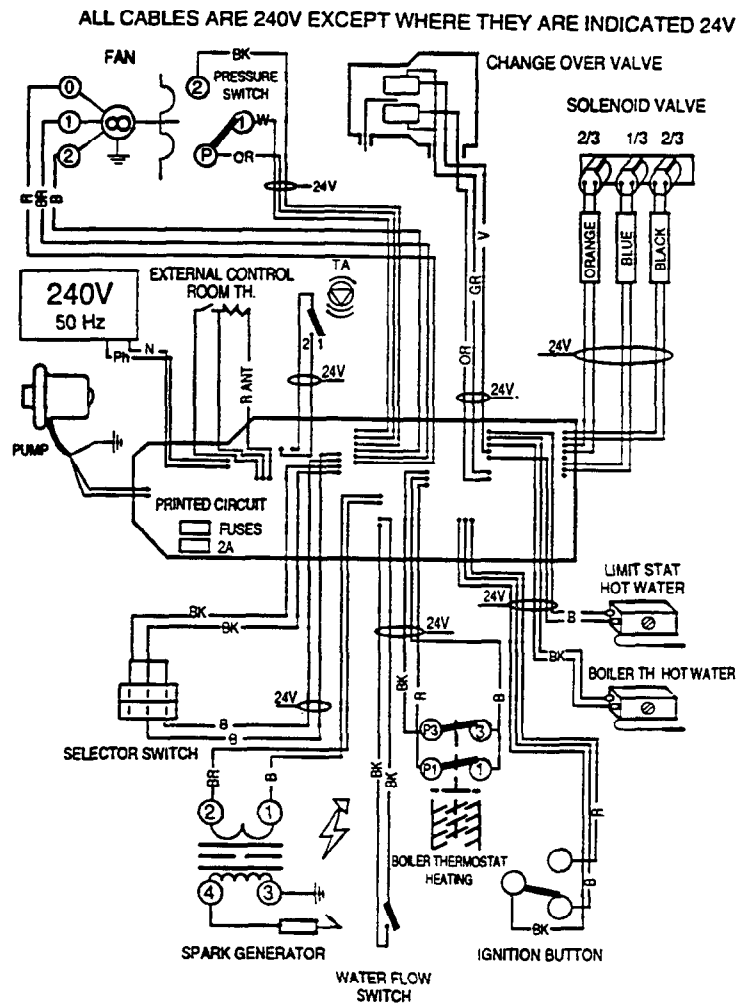 ALL CABLES ARE 240V EXCEPT WHERE THEY ARE INDICATED 24V
FAN
BK
PRESSURE
SWITCH
2
1
W
P
OR
24V
0
1
2
R
BR
B
CHANGE OVER VALVE
SOLENOID VALVE
2/3
1/3
2/3
ORANGE
BLUE
BLACK
24V
V
GR
OR
24V
240V
50 Hz
Ph
N
EXTERNAL CONTROL
ROOM TH.
TA
2
1
24V
R ANT
PUMP
PRINTED CIRCUIT
FUSES
2A
LIMIT STAT
HOT WATER
24V
B
BK
BOILER TH HOT WATER
BK
BK
24V
B
B
SELECTOR SWITCH
24V
BK
R
B
P3
3
P1
1
BOILER THERMOSTAT
HEATING
BR
B
2
1
4
3
SPARK GENERATOR
BK
BK
WATER FLOW
SWITCH
R
B
BK
IGNITION BUTTON